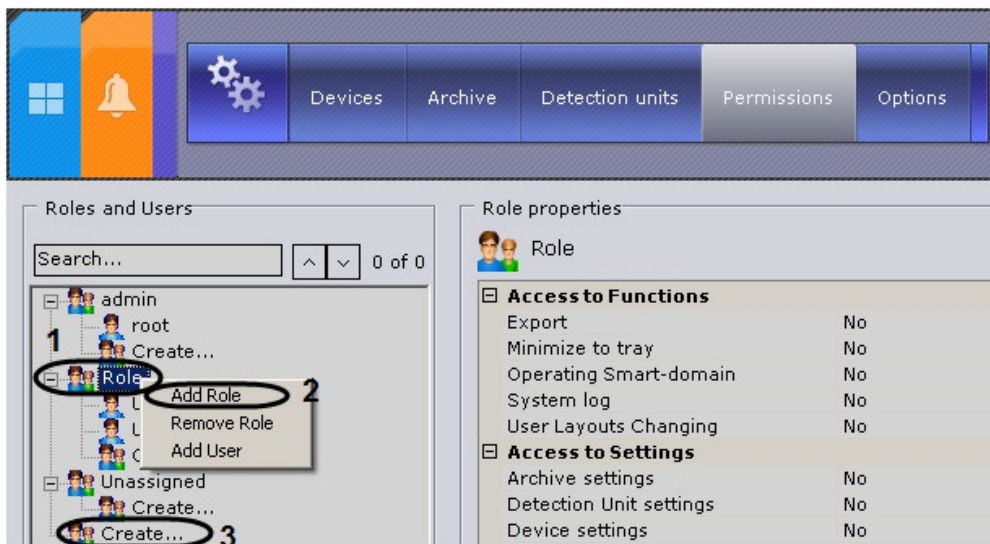 Devices Archive Detection units Permissions Options
Roles and Users
Search...
0 of 0
admin
root
1
Create...
Role
Add Role
2
Remove Role
Add User
Unassigned
Create...
Create...
3
Role properties
Role
Access to Functions
Export No
Minimize to tray No
Operating Smart-domain No
System log No
User Layouts Changing No
Access to Settings
Archive settings No
Detection Unit settings No
Device settings No